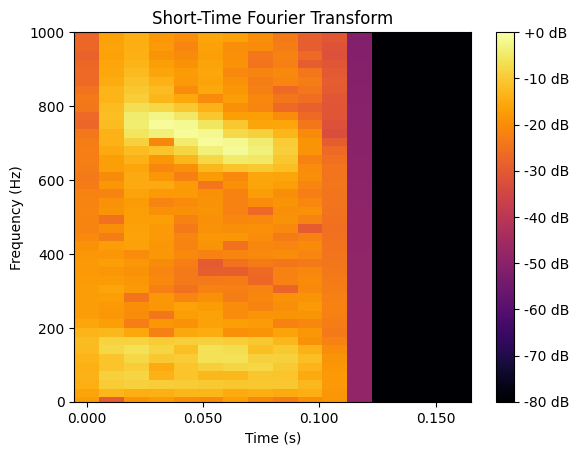 Short-Time Fourier Transform
Frequency (Hz)
1000
800
600
400
200
0
0.000
0.050
0.100
0.150
Time (s)
+0 dB
-10 dB
-20 dB
-30 dB
-40 dB
-50 dB
-60 dB
-70 dB
-80 dB